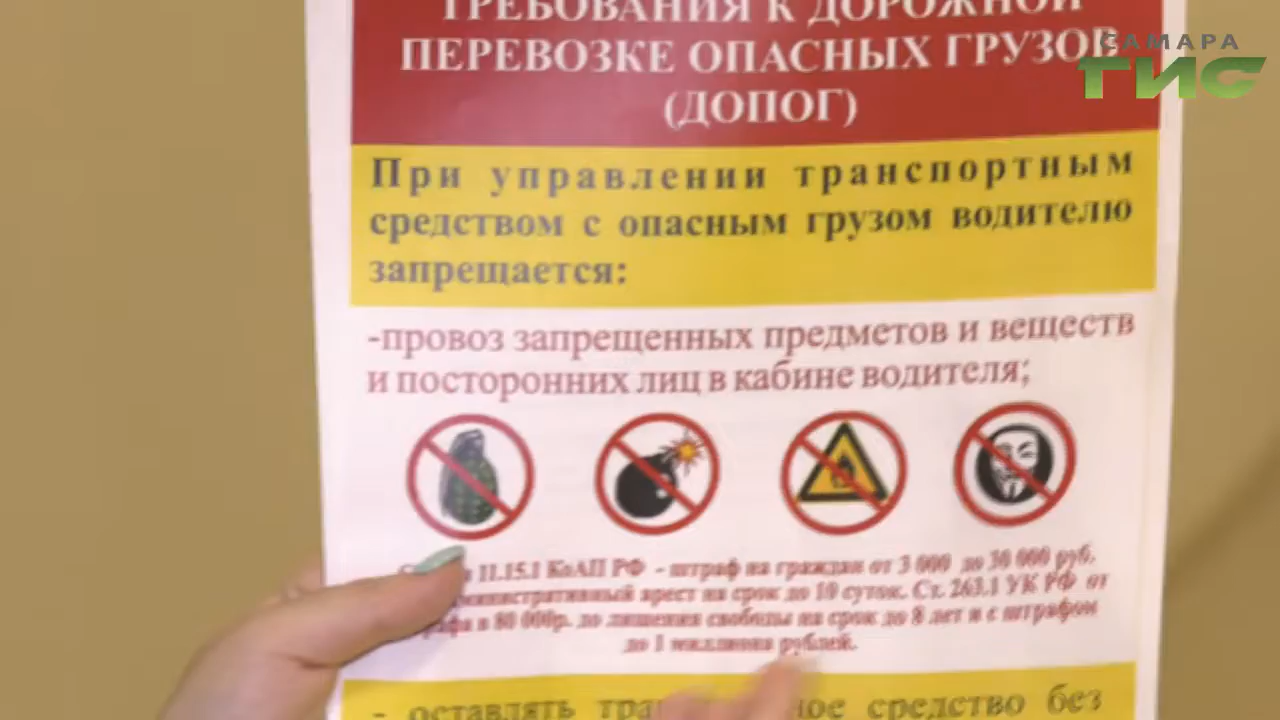 ТРЕБОВАНИЯ К ДОРОЖНОЙ
ПЕРЕВОЗКЕ ОПАСНЫХ ГРУЗОВ
(ДОПОГ)
САМАРА
ГИС
При управлении транспортным
средством с опасным грузом водителю
запрещается:
-провоз запрещенных предметов и веществ
и посторонних лиц в кабине водителя;
11.15.1 КоАП РФ - штраф на граждан от 3 000 до 30 000 руб.
арест на срок до 10 суток. Ст. 263.1 УК РФ от
в 80 000р. до лишения свободы на срок до 8 лет и с штрафом
до 1 миллиона рублей.
- оставлять средство без